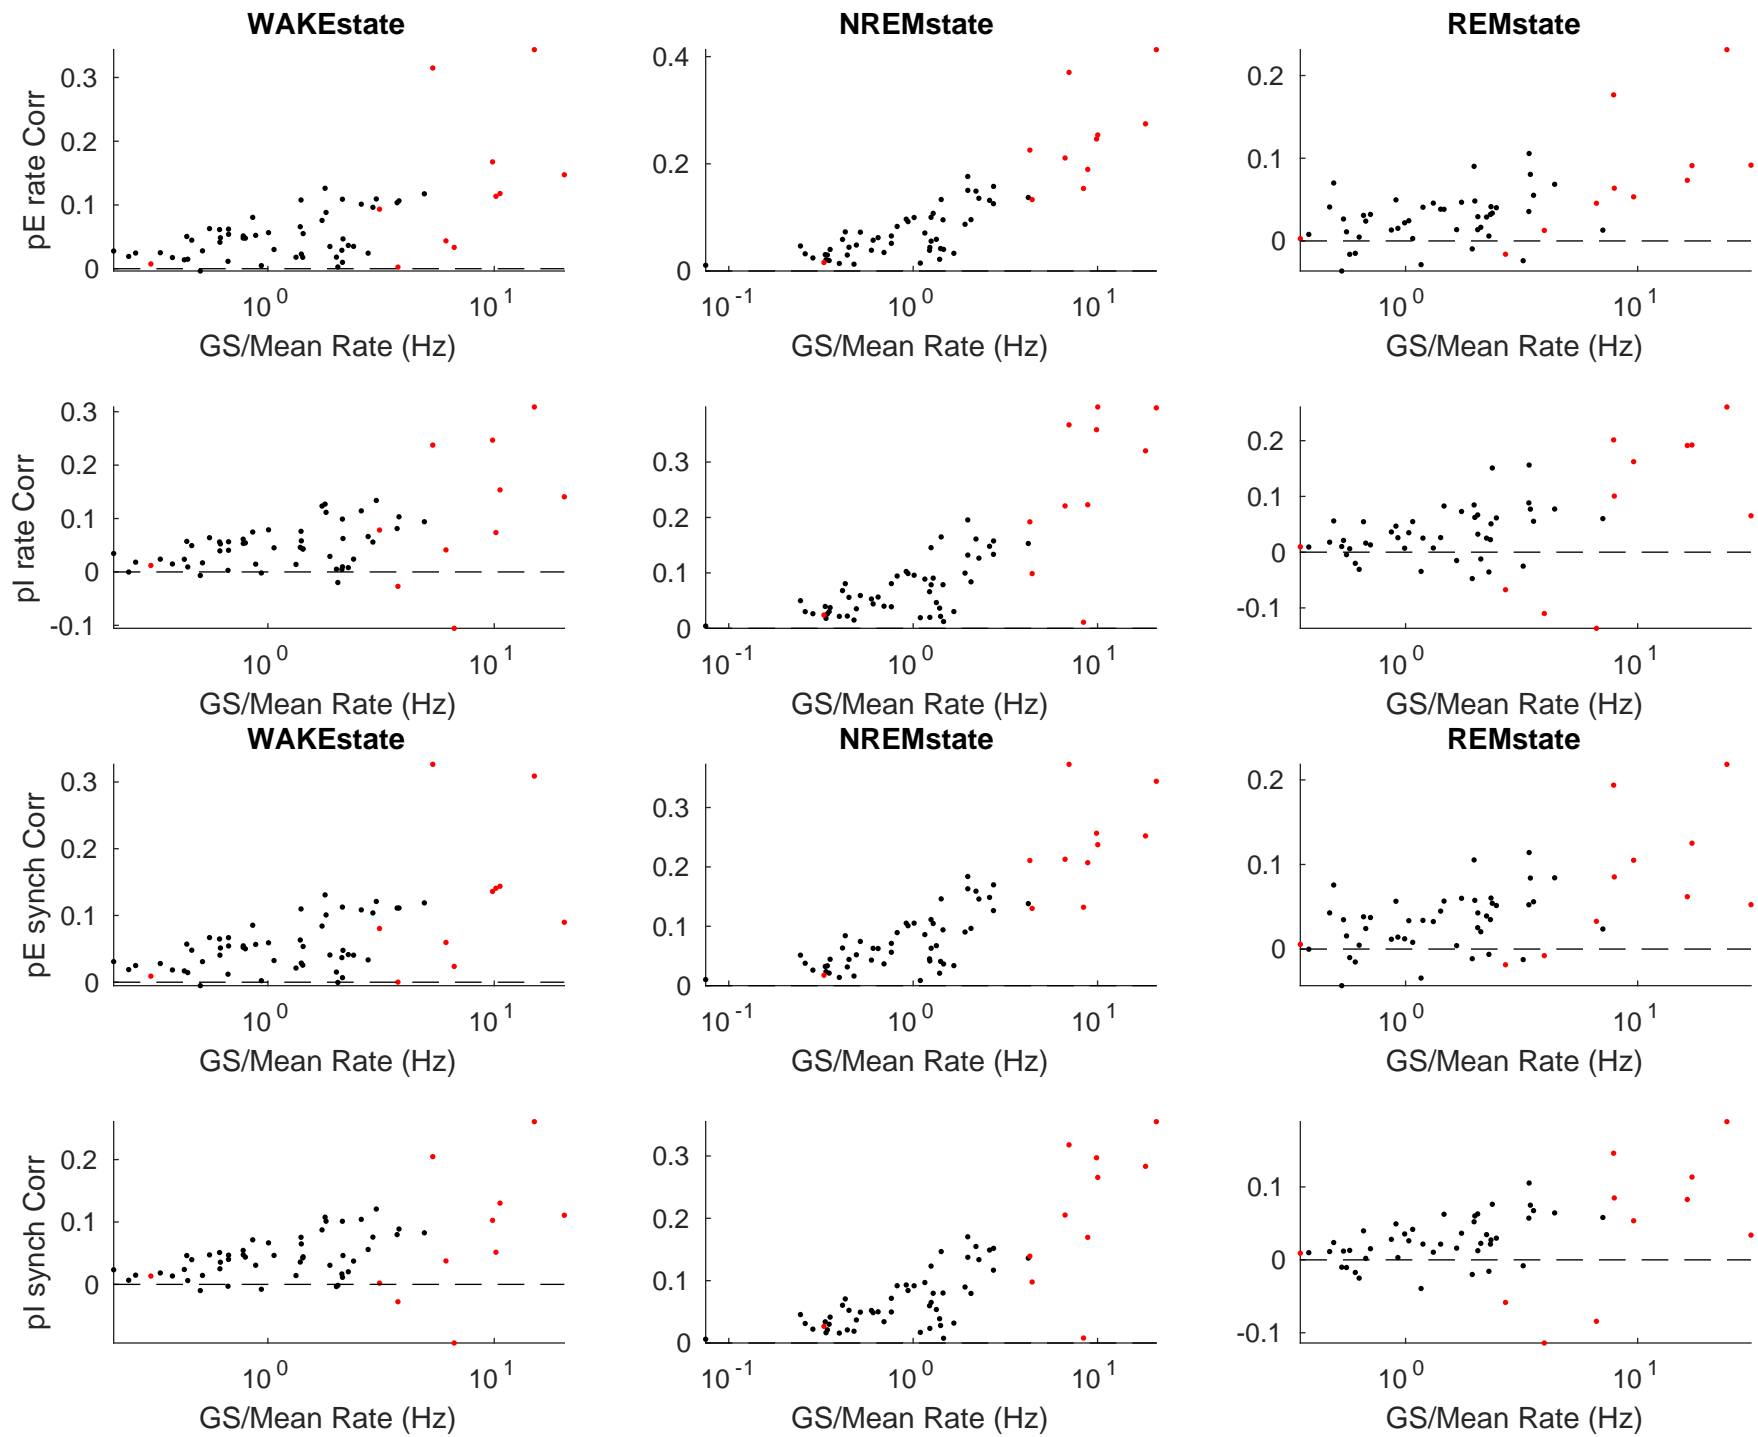 WAKEstate NREMstate REMstate
pE rate Corr
0.3
0.2
0.1
0
10^0 10^1
GS/Mean Rate (Hz)
0.4
0.2
0
10^-1 10^0 10^1
GS/Mean Rate (Hz)
0.2
0.1
0
10^0 10^1
GS/Mean Rate (Hz)
pI rate Corr
0.3
0.2
0.1
0
-0.1
10^0 10^1
GS/Mean Rate (Hz)
0.3
0.2
0.1
0
10^-1 10^0 10^1
GS/Mean Rate (Hz)
0.2
0.1
0
-0.1
10^0 10^1
GS/Mean Rate (Hz)
WAKEstate NREMstate REMstate
pE synch Corr
0.3
0.2
0.1
0
10^0 10^1
GS/Mean Rate (Hz)
0.3
0.2
0.1
0
10^-1 10^0 10^1
GS/Mean Rate (Hz)
0.2
0.1
0
10^0 10^1
GS/Mean Rate (Hz)
pI synch Corr
0.2
0.1
0
10^0 10^1
GS/Mean Rate (Hz)
0.3
0.2
0.1
0
10^-1 10^0 10^1
GS/Mean Rate (Hz)
0.1
0
-0.1
10^0 10^1
GS/Mean Rate (Hz)